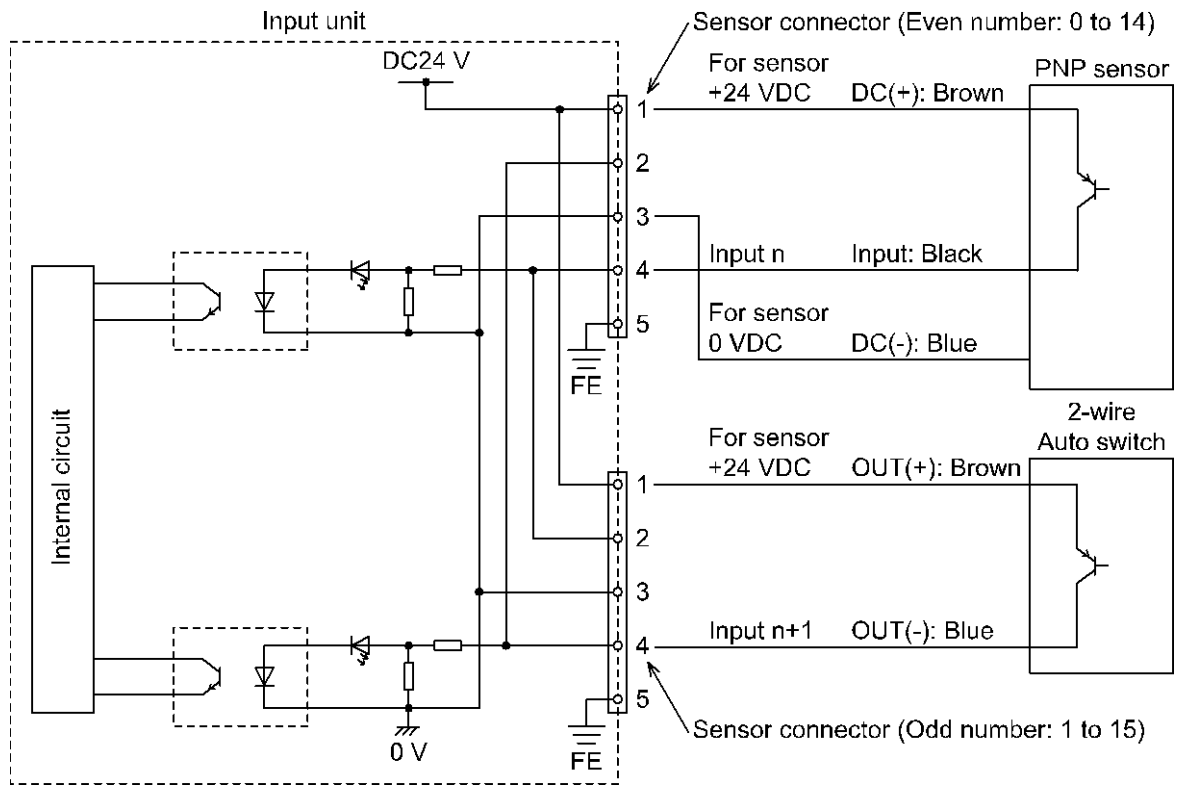 Input unit
Sensor connector (Even number: 0 to 14)
DC24 V
For sensor
+24 VDC
DC(+): Brown
PNP sensor
1
2
3
4
5
Input n
Input: Black
For sensor
0 VDC
DC(-): Blue
FE
Internal circuit
2-wire
Auto switch
For sensor
+24 VDC
OUT(+): Brown
1
2
3
4
5
Input n+1
OUT(-): Blue
0 V
FE
Sensor connector (Odd number: 1 to 15)